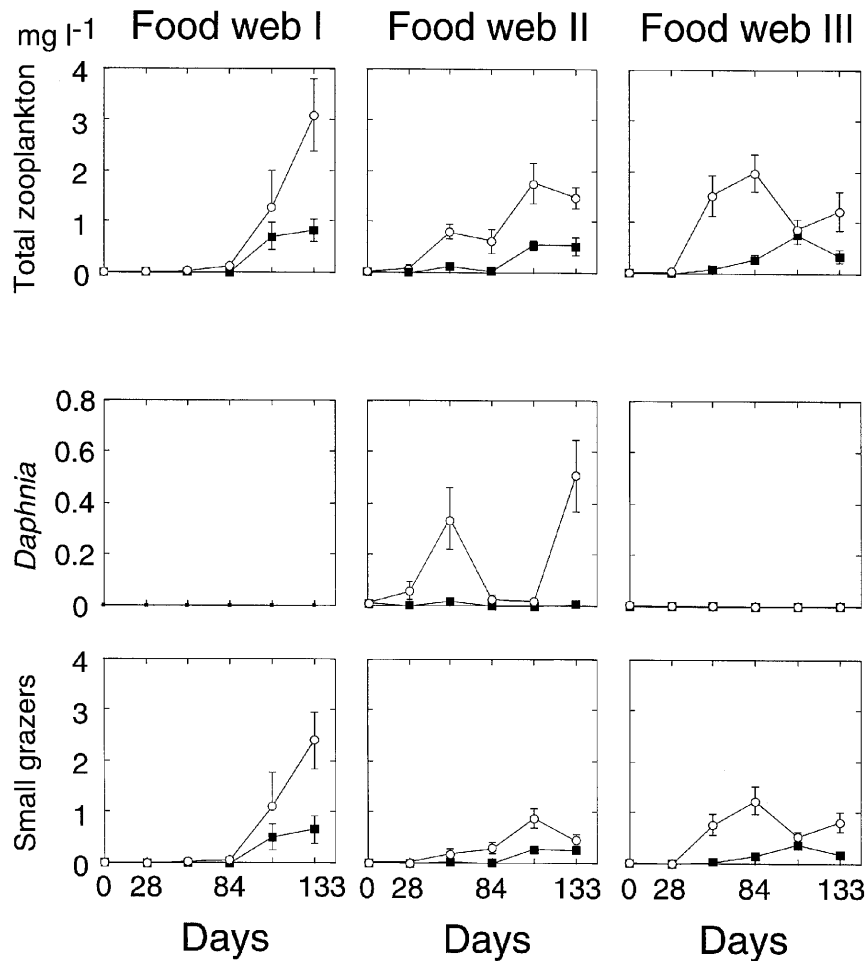 mg l-1
Food web I
Food web II
Food web III
Total zooplankton
4
3
2
1
0
Daphnia
0.8
0.6
0.4
0.2
0
Small grazers
4
3
2
1
0
0 28 84 133
0 28 84 133
0 28 84 133
Days
Days
Days